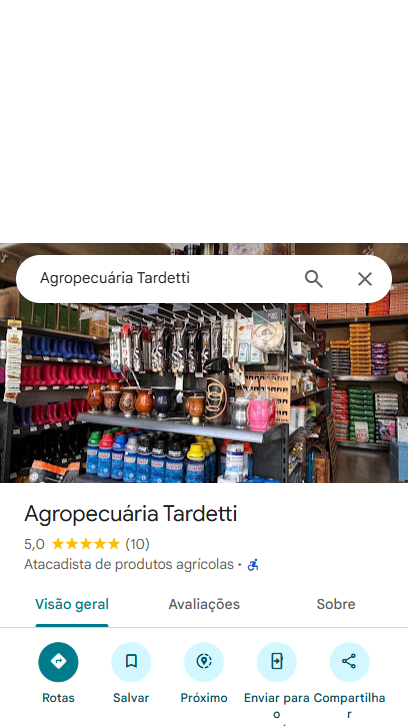 Agropecuária Tardetti
Agropecuária Tardetti
5,0 (10)
Atacadista de produtos agrícolas ·
Visão geral Avaliações Sobre
Rotas Salvar Próximo Enviar para o Compartilhar